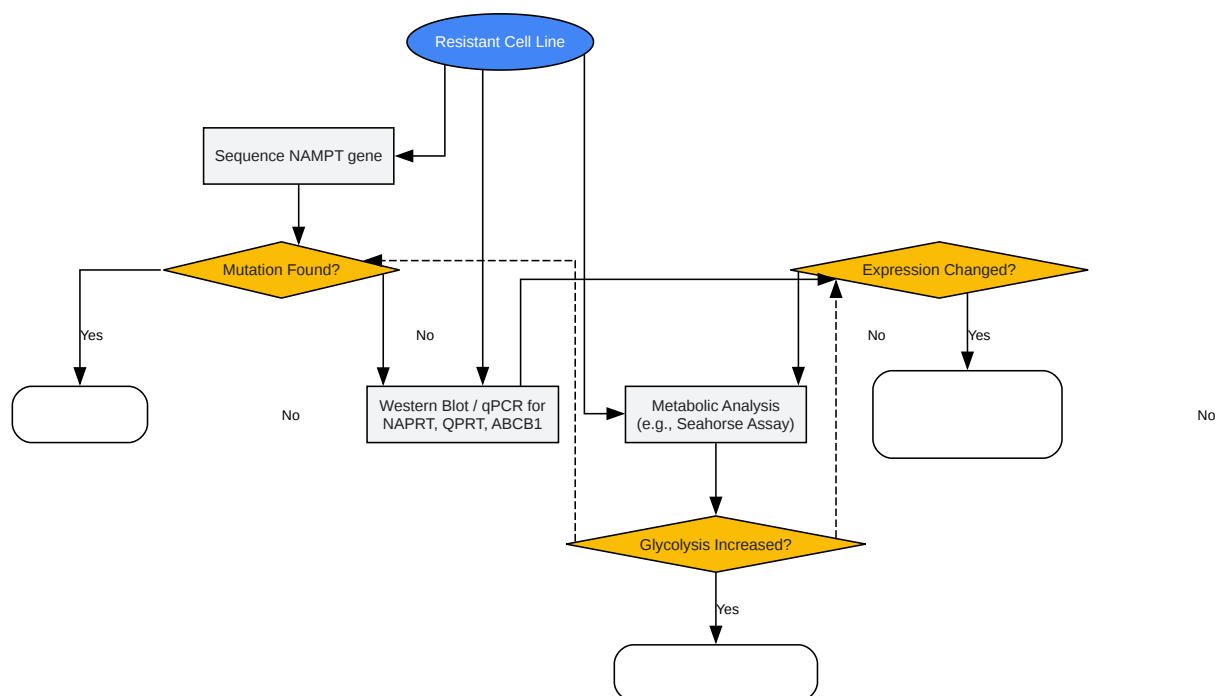 Resistant Cell Line
Sequence NAMPT gene
Mutation Found?
Expression Changed?
Yes
No
No
Yes
No
Western Blot / qPCR for
NAPRT, QPRT, ABCB1
Metabolic Analysis
(e.g., Seahorse Assay)
No
Glycolysis Increased?
Yes